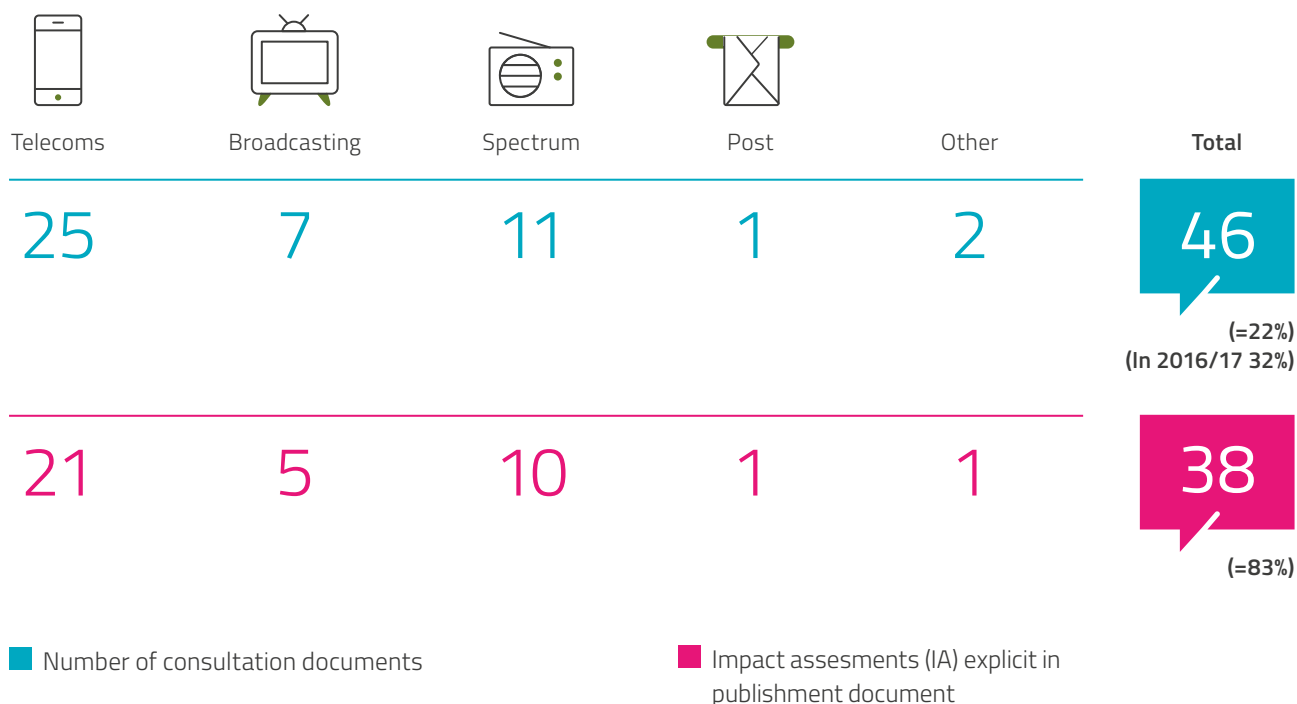 Telecoms Broadcasting Spectrum Post Other Total
25 7 11 1 2 46
(=22%)
(In 2016/17 32%)
21 5 10 1 1 38
(=83%)
Number of consultation documents
Impact assesments (IA) explicit in
publishment document